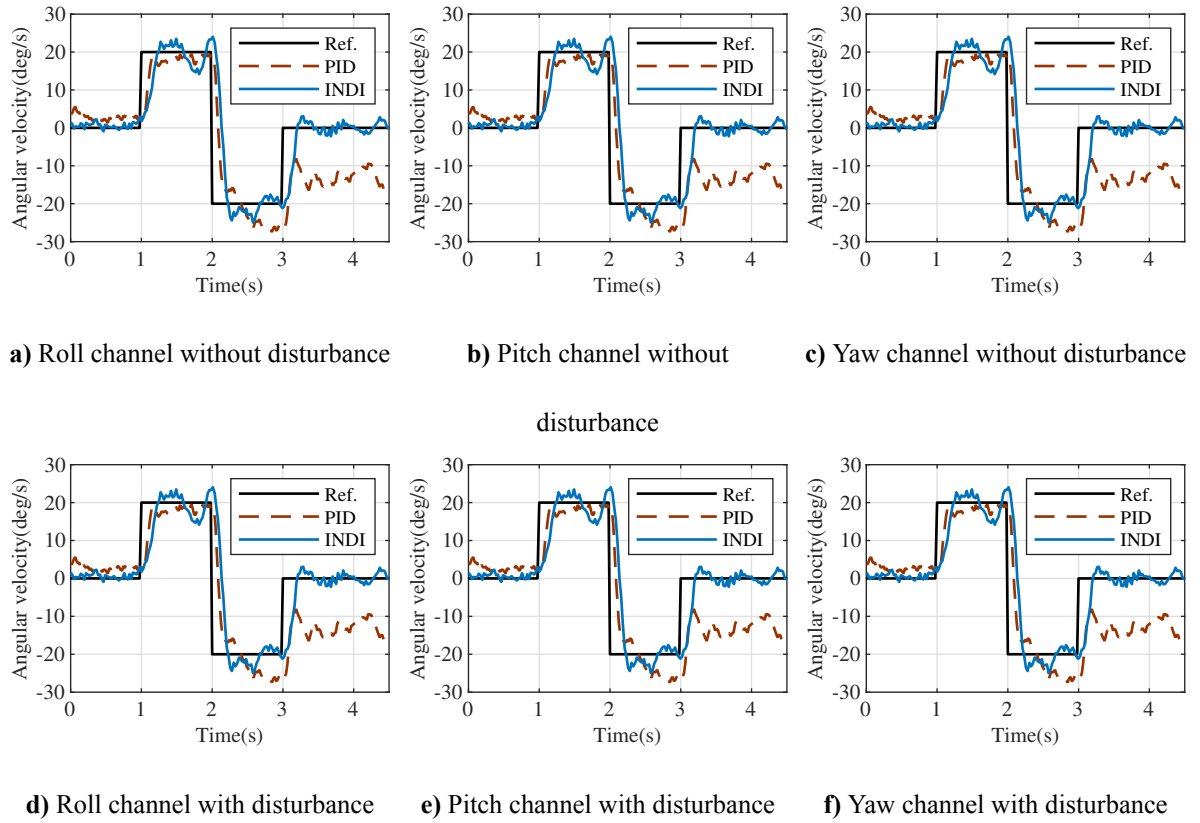 30
20
10
0
-10
-20
-30
0 1 2 3 4
Angular velocity(deg/s)
Time(s)
Ref.
PID
INDI
30
20
10
0
-10
-20
-30
0 1 2 3 4
Angular velocity(deg/s)
Time(s)
Ref.
PID
INDI
30
20
10
0
-10
-20
-30
0 1 2 3 4
Angular velocity(deg/s)
Time(s)
Ref.
PID
INDI
a) Roll channel without disturbance
b) Pitch channel without
disturbance
c) Yaw channel without disturbance
30
20
10
0
-10
-20
-30
0 1 2 3 4
Angular velocity(deg/s)
Time(s)
Ref.
PID
INDI
30
20
10
0
-10
-20
-30
0 1 2 3 4
Angular velocity(deg/s)
Time(s)
Ref.
PID
INDI
30
20
10
0
-10
-20
-30
0 1 2 3 4
Angular velocity(deg/s)
Time(s)
Ref.
PID
INDI
d) Roll channel with disturbance
e) Pitch channel with disturbance
f) Yaw channel with disturbance